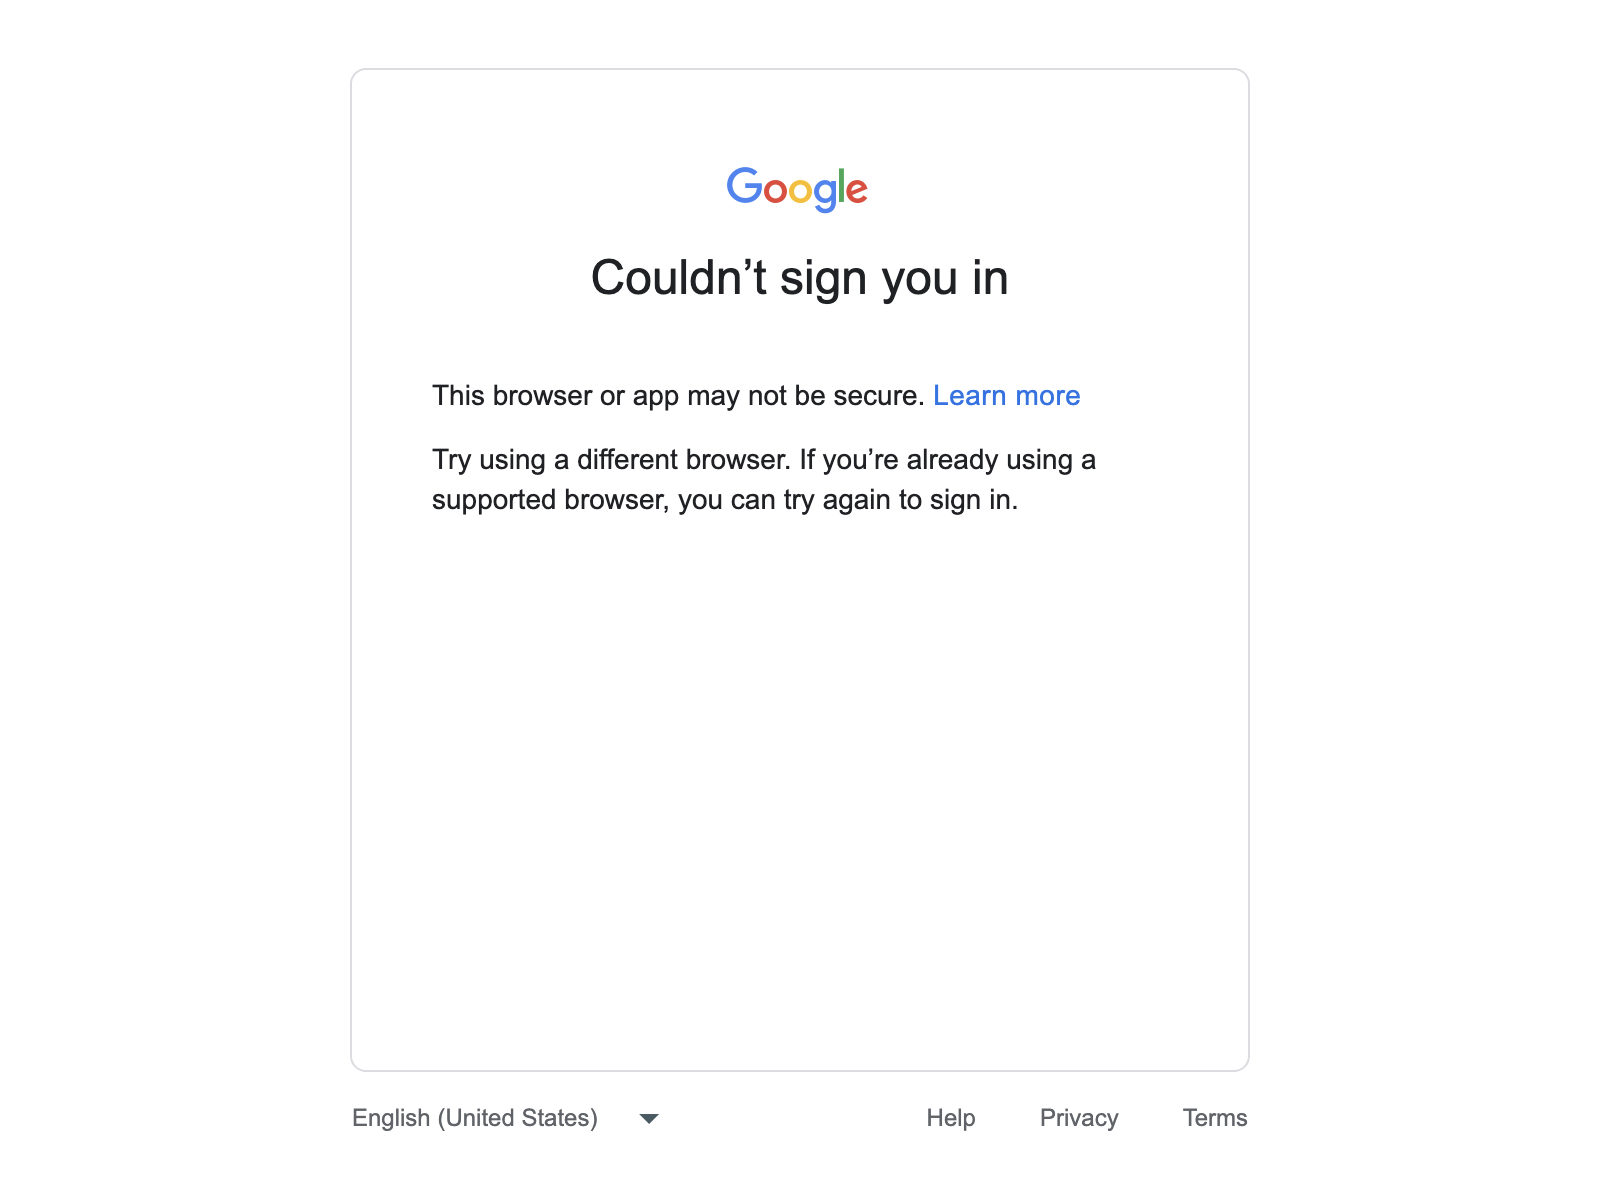 Google
Couldn’t sign you in
This browser or app may not be secure. Learn more
Try using a different browser. If you’re already using a
supported browser, you can try again to sign in.
English (United States)
Help Privacy Terms